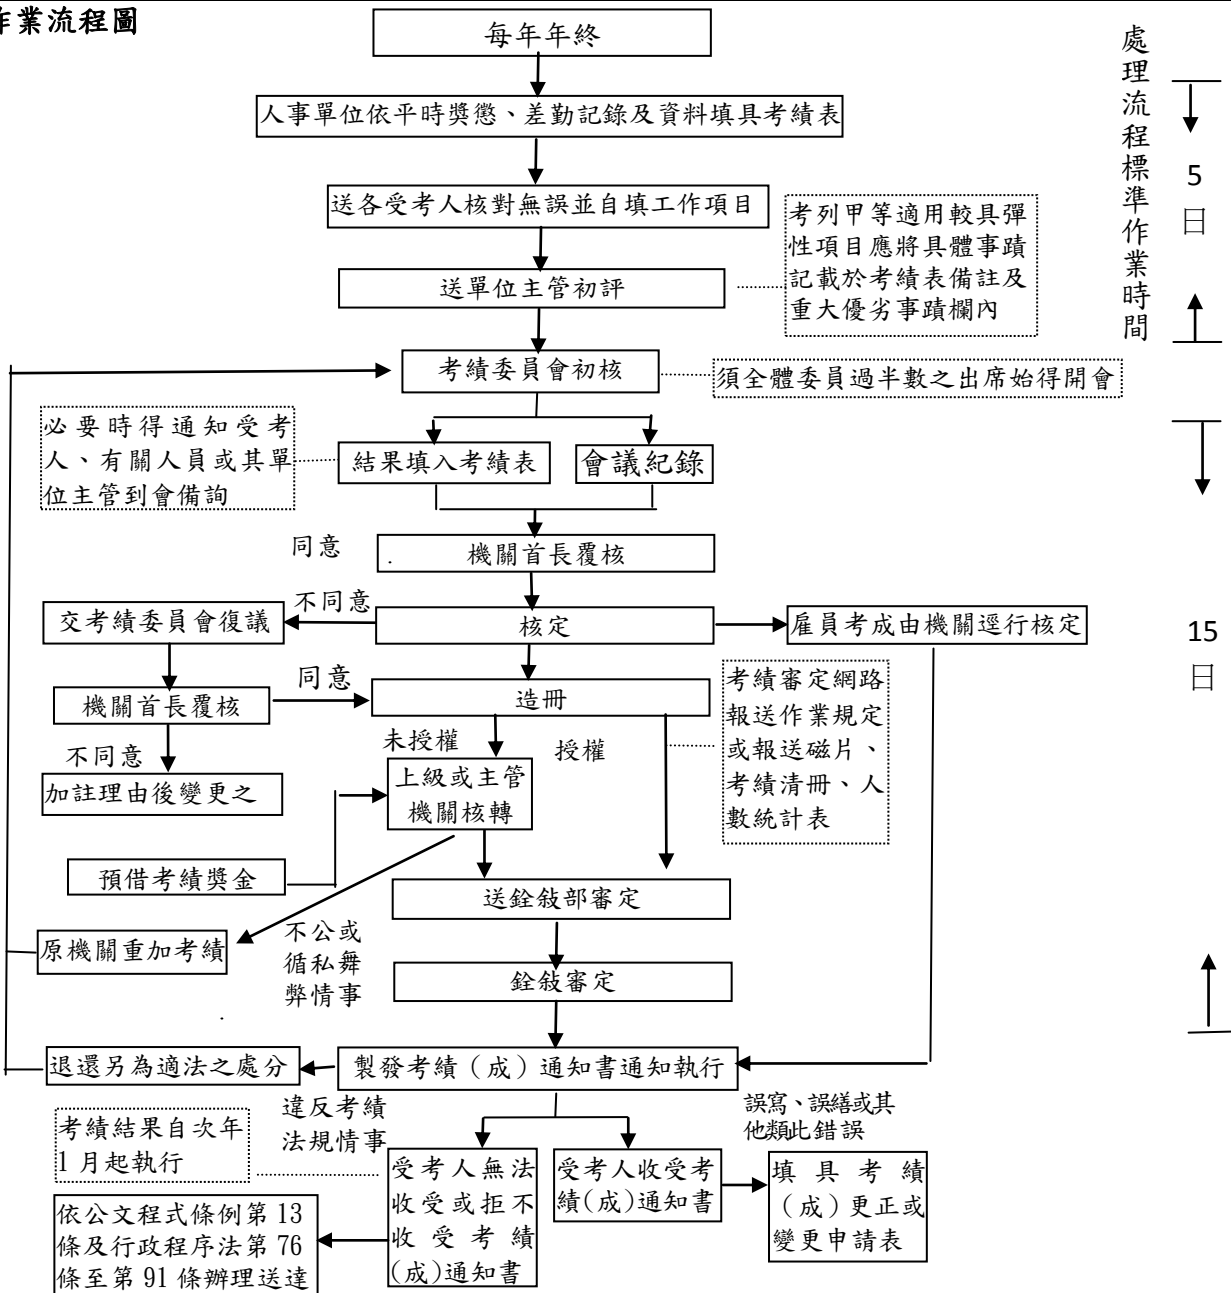 作業流程圖
每年年終
處理流程標準作業時間
人事單位依平時獎懲、差勤記錄及資料填具考績表
5
日
送各受考人核對無誤並自填工作項目
考列甲等適用較具彈
性項目應將具體事蹟
記載於考績表備註及
重大優劣事蹟欄內
送單位主管初評
考績委員會初核
須全體委員過半數之出席始得開會
必要時得通知受考
人、有關人員或其單
位主管到會備詢
結果填入考績表
會議紀錄
同意
機關首長覆核
不同意
交考績委員會復議
核定
雇員考成由機關逕行核定
15
日
機關首長覆核
同意
造冊
考績審定網路
報送作業規定
或報送磁片、
考績清冊、人
數統計表
不同意
未授權
授權
加註理由後變更之
上級或主管
機關核轉
預借考績獎金
送銓敍部審定
原機關重加考績
不公或
循私舞
弊情事
銓敍審定
退還另為適法之處分
製發考績（成）通知書通知執行
違反考績
法規情事
誤寫、誤繕或其
他類此錯誤
考績結果自次年
1 月起執行
受考人無法
收受或拒不
收受考績
(成)通知書
受考人收受考
績(成)通知書
填具考績
（成）更正或
變更申請表
依公文程式條例第 13
條及行政程序法第 76
條至第 91 條辦理送達